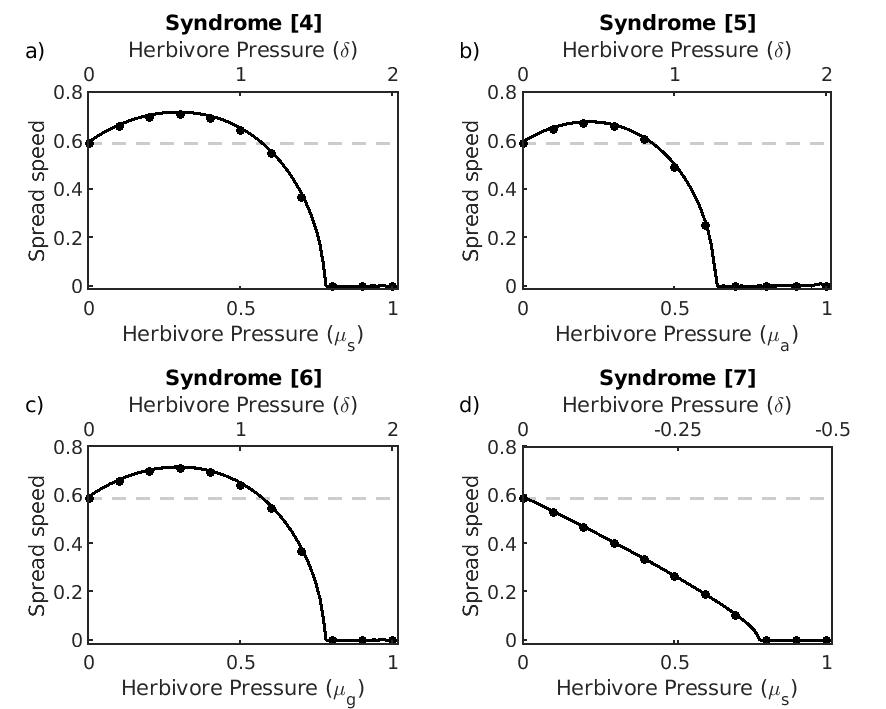 Syndrome [4]
a) Herbivore Pressure (δ)
0 1 2
0.8
0.6
0.4
0.2
0
Spread speed
0 0.5 1
Herbivore Pressure (μs)
Syndrome [5]
b) Herbivore Pressure (δ)
0 1 2
0.8
0.6
0.4
0.2
0
Spread speed
0 0.5 1
Herbivore Pressure (μa)
Syndrome [6]
c) Herbivore Pressure (δ)
0 1 2
0.8
0.6
0.4
0.2
0
Spread speed
0 0.5 1
Herbivore Pressure (μg)
Syndrome [7]
d) Herbivore Pressure (δ)
0 -0.25 -0.5
0.8
0.6
0.4
0.2
0
Spread speed
0 0.5 1
Herbivore Pressure (μs)